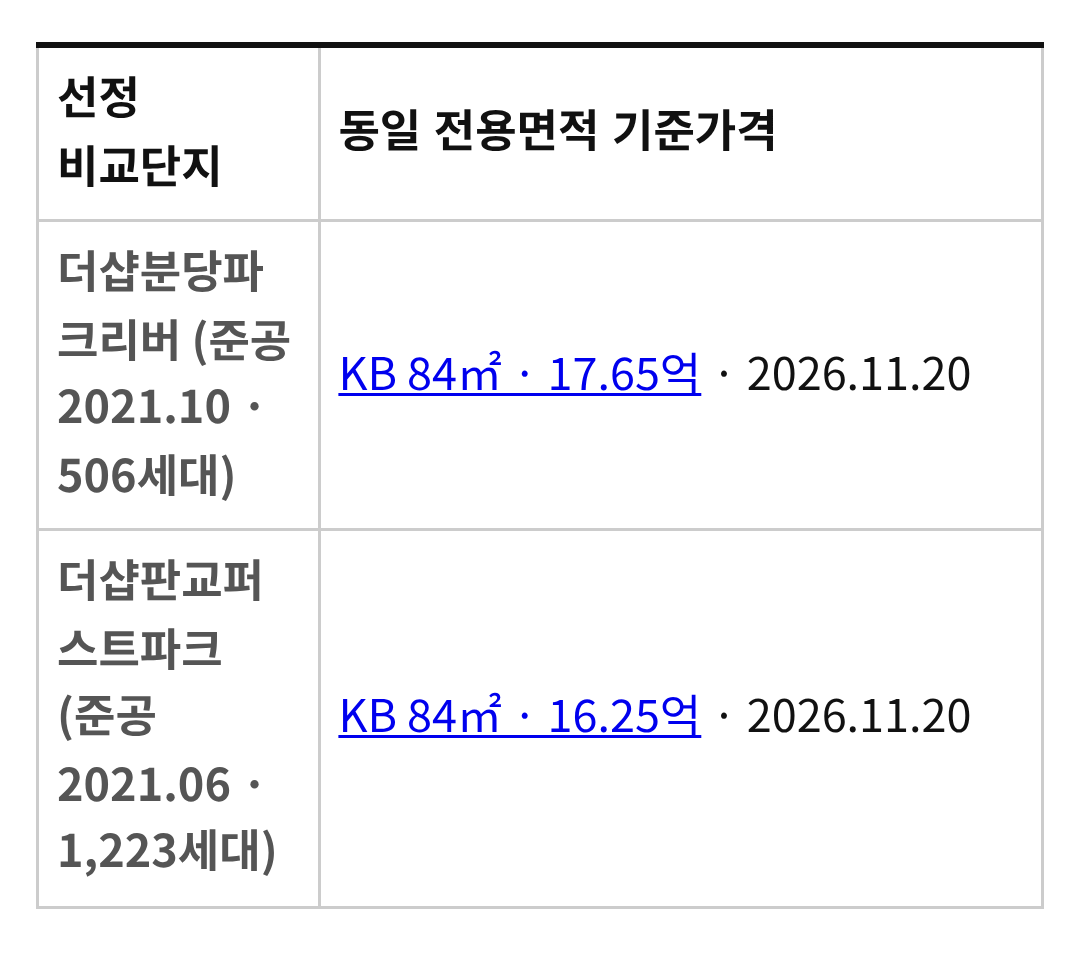 선정
비교단지
동일 전용면적 기준가격
더샵분당파
크리버 (준공
2021.10 ·
506세대)
KB 84㎡ · 17.65억 · 2026.11.20
더샵판교퍼
스트파크
(준공
2021.06 ·
1,223세대)
KB 84㎡ · 16.25억 · 2026.11.20